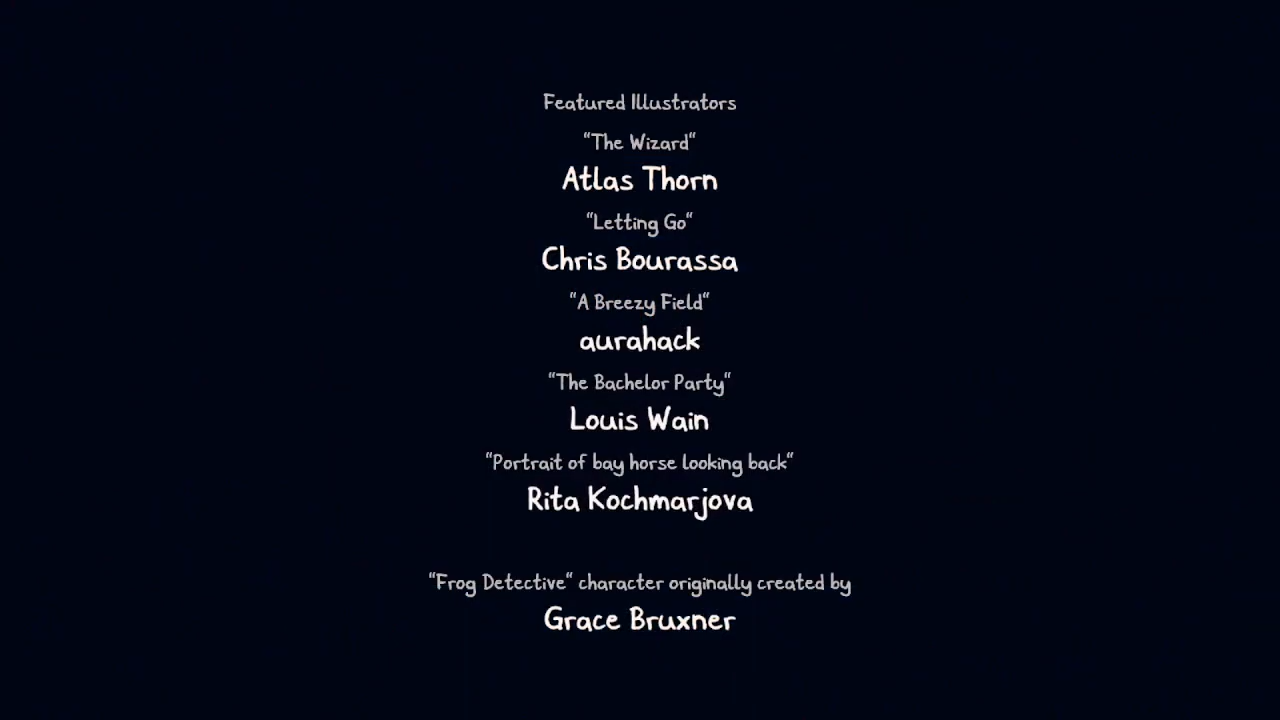 Featured Illustrators
"The Wizard"
Atlas Thorn
"Letting Go"
Chris Bourassa
"A Breezy Field"
aurahack
"The Bachelor Party"
Louis Wain
"Portrait of bay horse looking back"
Rita Kochmarjova
"Frog Detective" character originally created by
Grace Bruxner